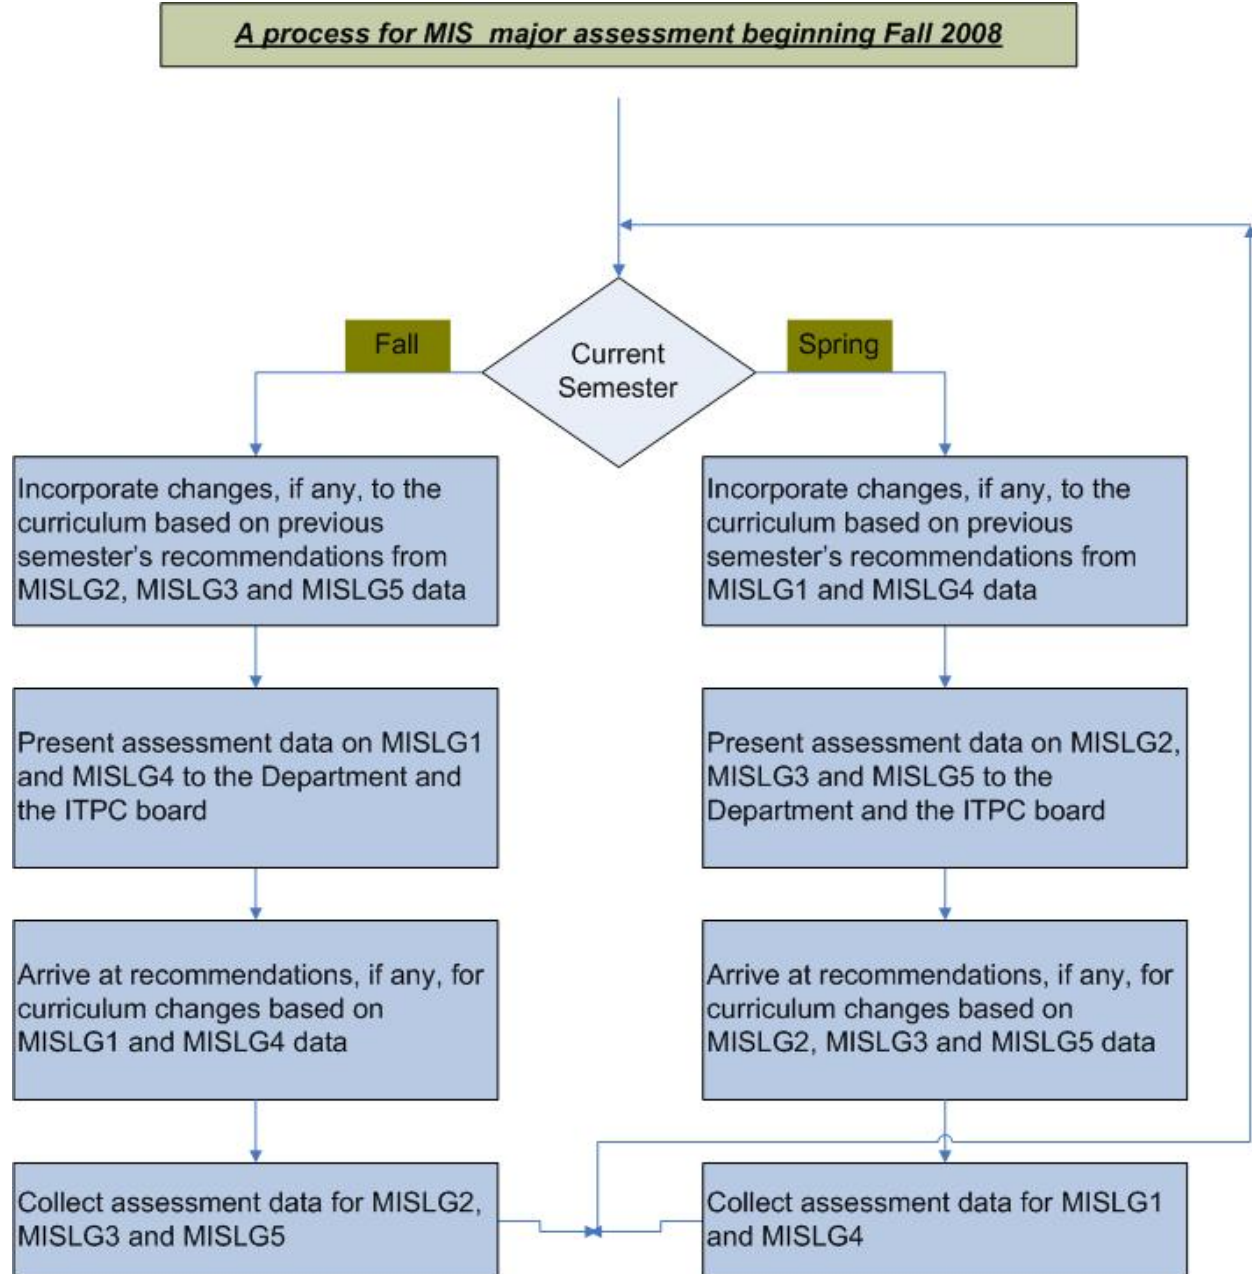 A process for MIS  major assessment beginning Fall 2008
Fall
Spring
Current
Semester
Incorporate changes, if any, to the
curriculum based on previous
semester's recommendations from
MISLG2, MISLG3 and MISLG5 data
Incorporate changes, if any, to the
curriculum based on previous
semester's recommendations from
MISLG1 and MISLG4 data
Present assessment data on MISLG1
and MISLG4 to the Department and
the ITPC board
Present assessment data on MISLG2,
MISLG3 and MISLG5 to the
Department and the ITPC board
Arrive at recommendations, if any, for
curriculum changes based on
MISLG1 and MISLG4 data
Arrive at recommendations, if any, for
curriculum changes based on
MISLG2, MISLG3 and MISLG5 data
Collect assessment data for MISLG2,
MISLG3 and MISLG5
Collect assessment data for MISLG1
and MISLG4